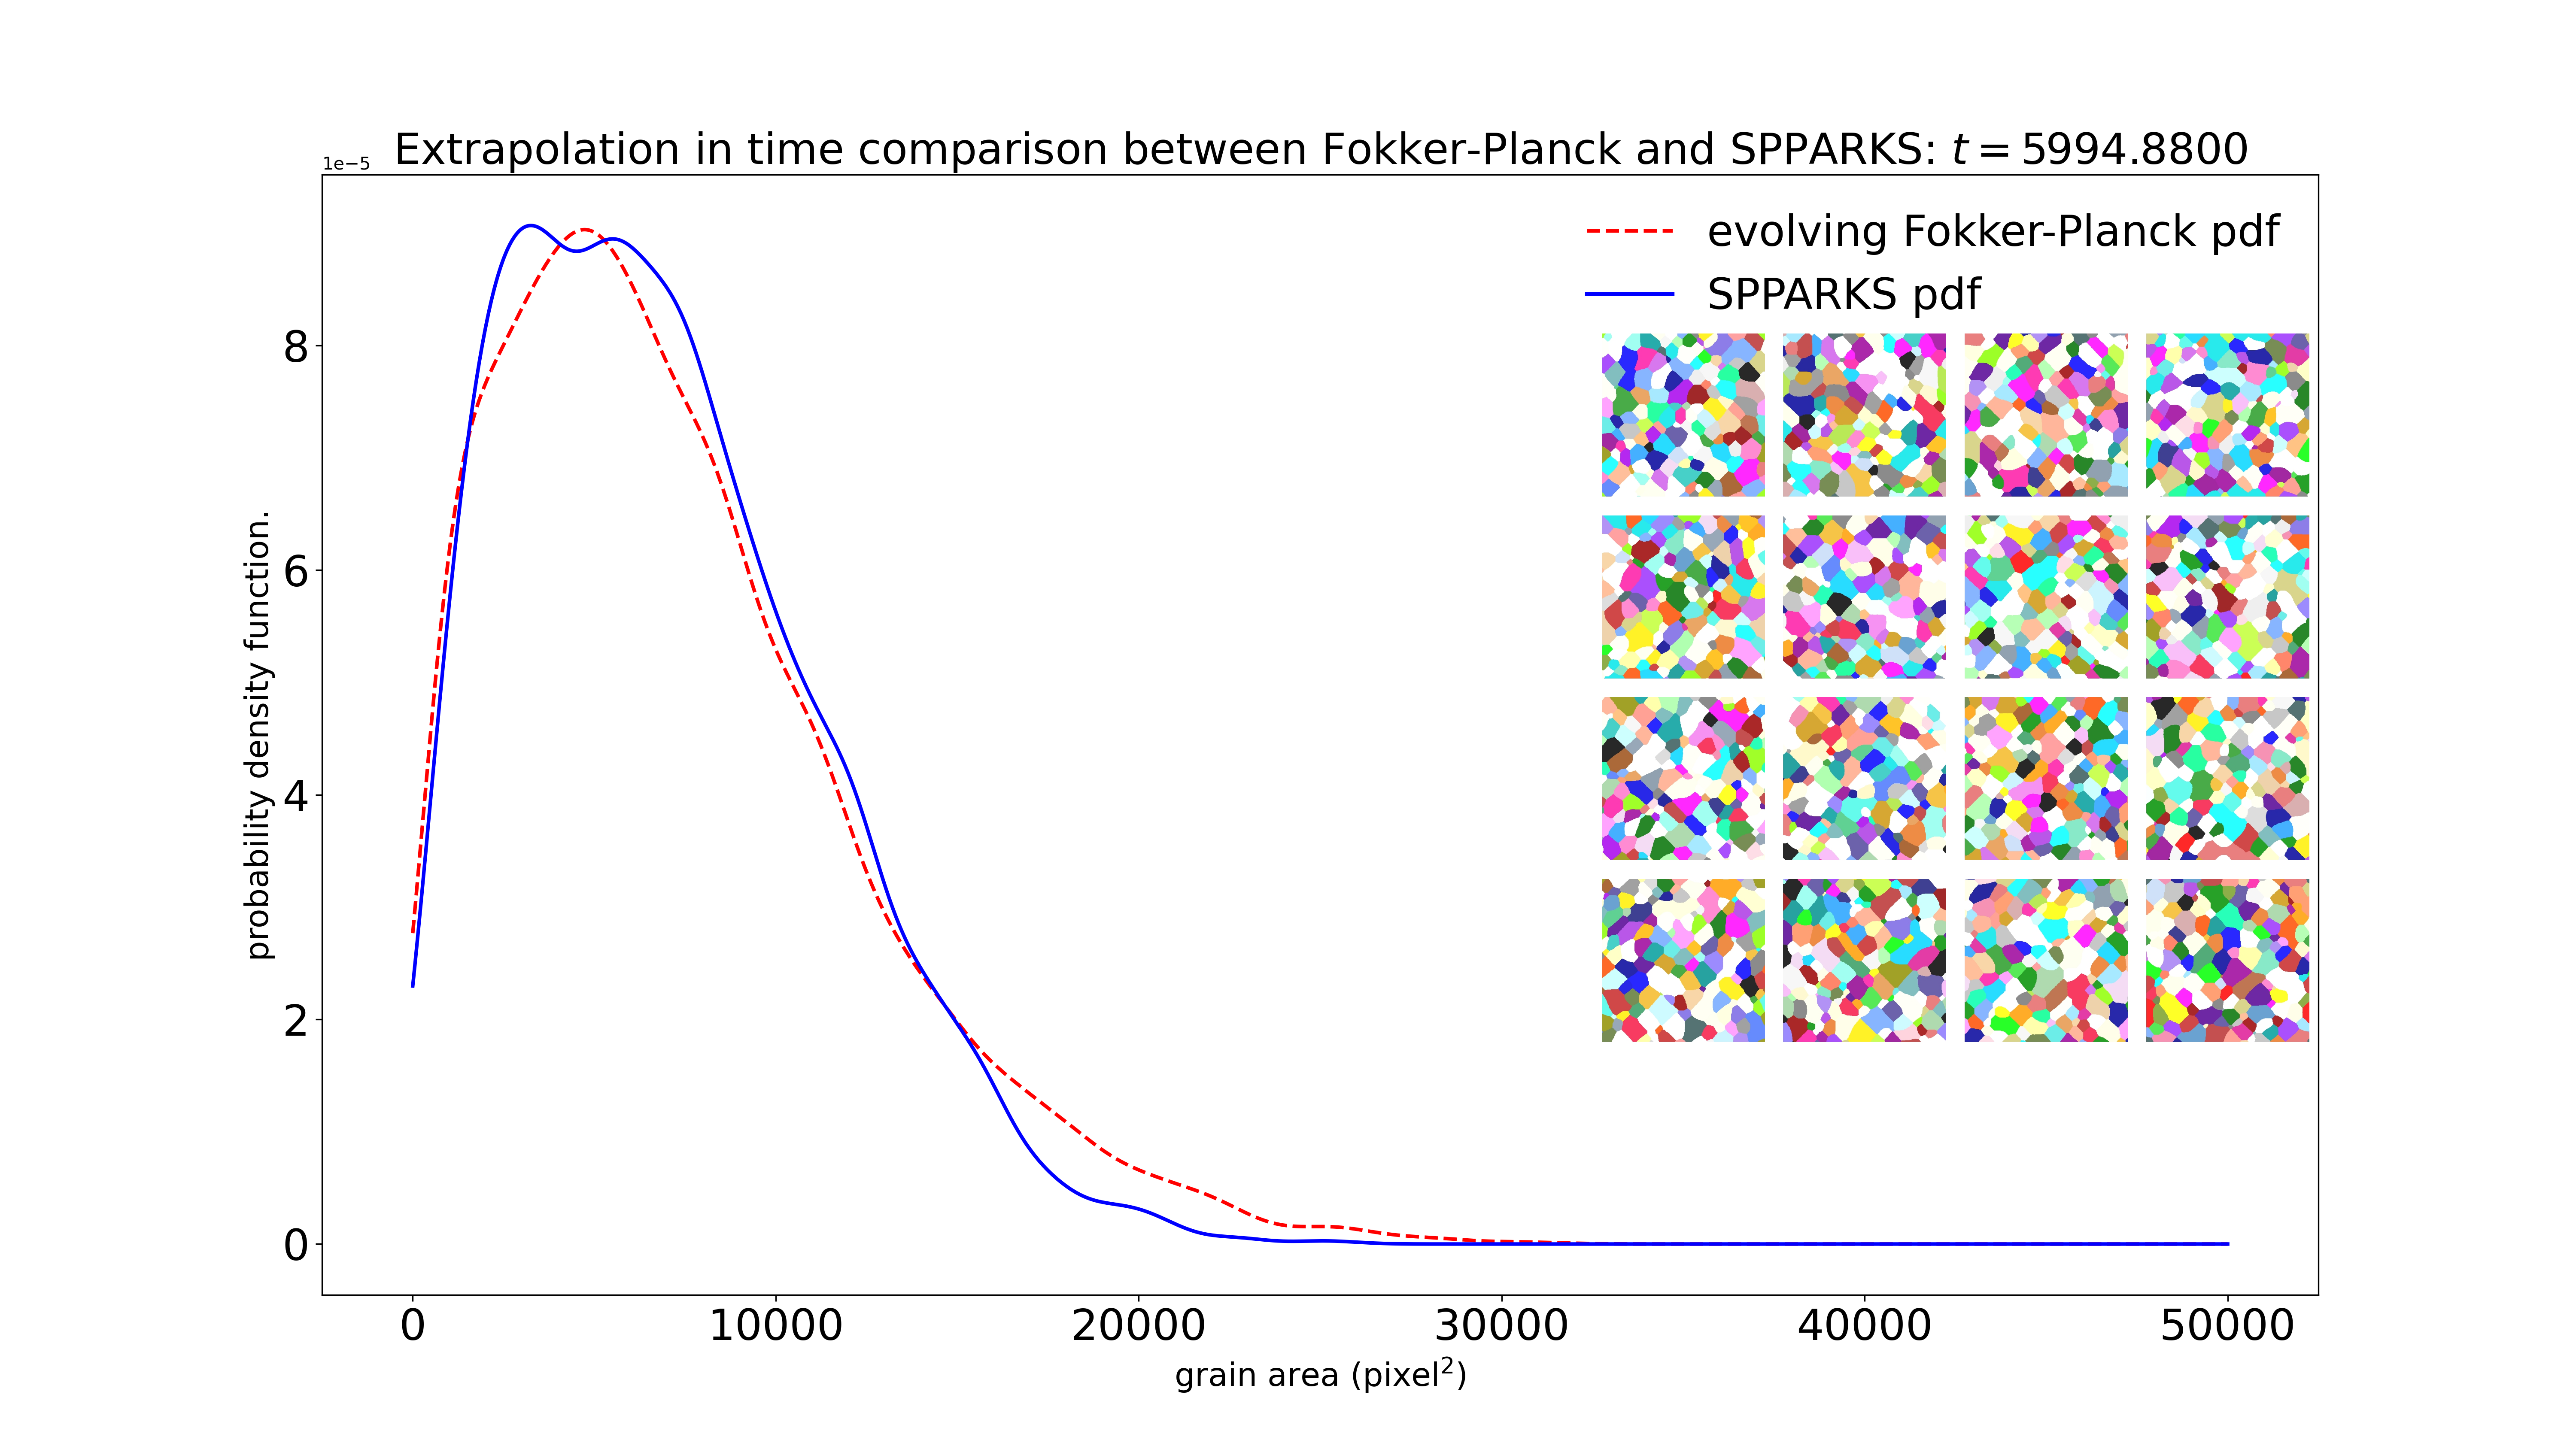 Extrapolation in time comparison between Fokker-Planck and SPPARKS: t = 5994.8800
1e−5
evolving Fokker-Planck pdf
SPPARKS pdf
probability density function.
8
6
4
2
0
0 10000 20000 30000 40000 50000
grain area (pixel²)